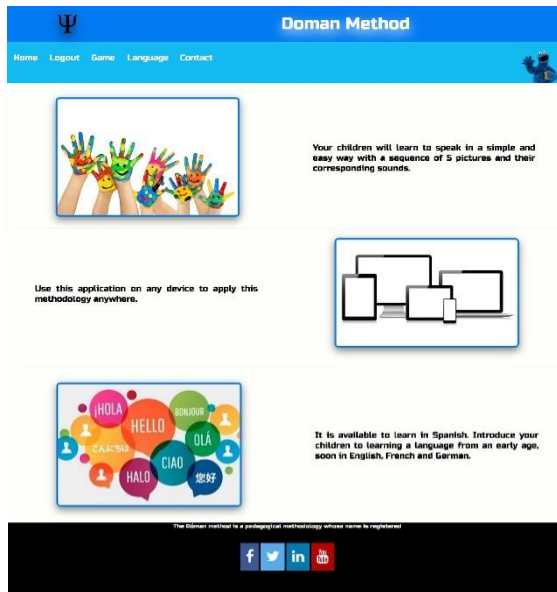 Ψ
Doman Method
Home Logout Game Language Contact
Your children will learn to speak in a simple and
easy way with a sequence of 5 pictures and their
corresponding sounds.
Use this application on any device to apply this
methodology anywhere.
¡HOLA
HELLO
BONJOUR
こんにちは
CIAO
OLÁ
HALO
您好
It is available to learn in Spanish. Introduce your
children to learning a language from an early age,
soon in English, French and German.
The Dóman method is a pedegogical methodology whose name is registered
f
in
You
Tube